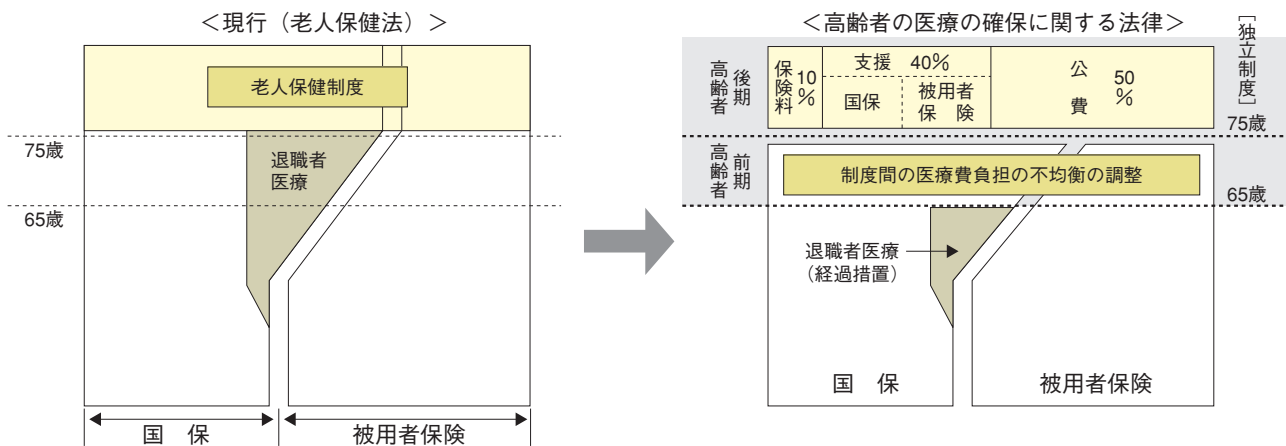 ＜現行（老人保健法）＞
老人保健制度
75歳
退職者
医療
65歳
国　保
被用者保険
＜高齢者の医療の確保に関する法律＞
［独立制度］
後期
高齢者
保険料
10
％
支援　40％
国保
被用者
保　険
公　費
50
％
75歳
前期
高齢者
制度間の医療費負担の不均衡の調整
65歳
退職者医療
（経過措置）
国　保
被用者保険